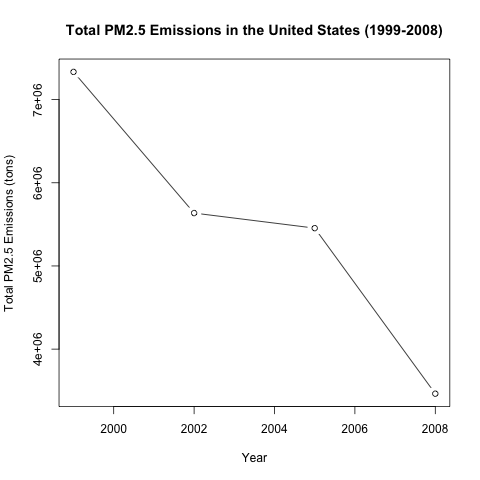 Total PM2.5 Emissions in the United States (1999-2008)
Total PM2.5 Emissions (tons)
7e+06
6e+06
5e+06
4e+06
2000 2002 2004 2006 2008
Year